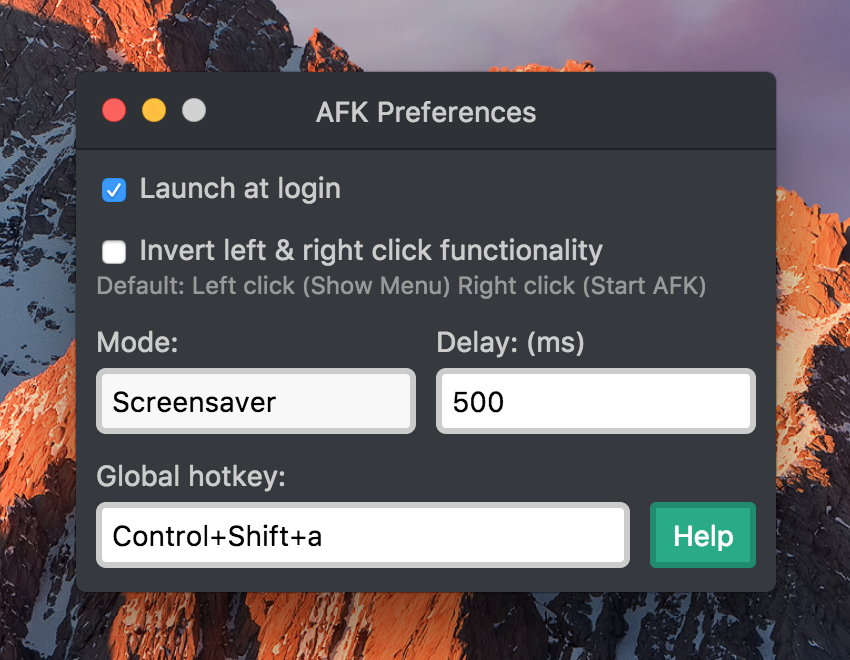 AFK Preferences
Launch at login
Invert left & right click functionality
Default: Left click (Show Menu) Right click (Start AFK)
Mode:
Delay: (ms)
Screensaver
500
Global hotkey:
Control+Shift+a
Help